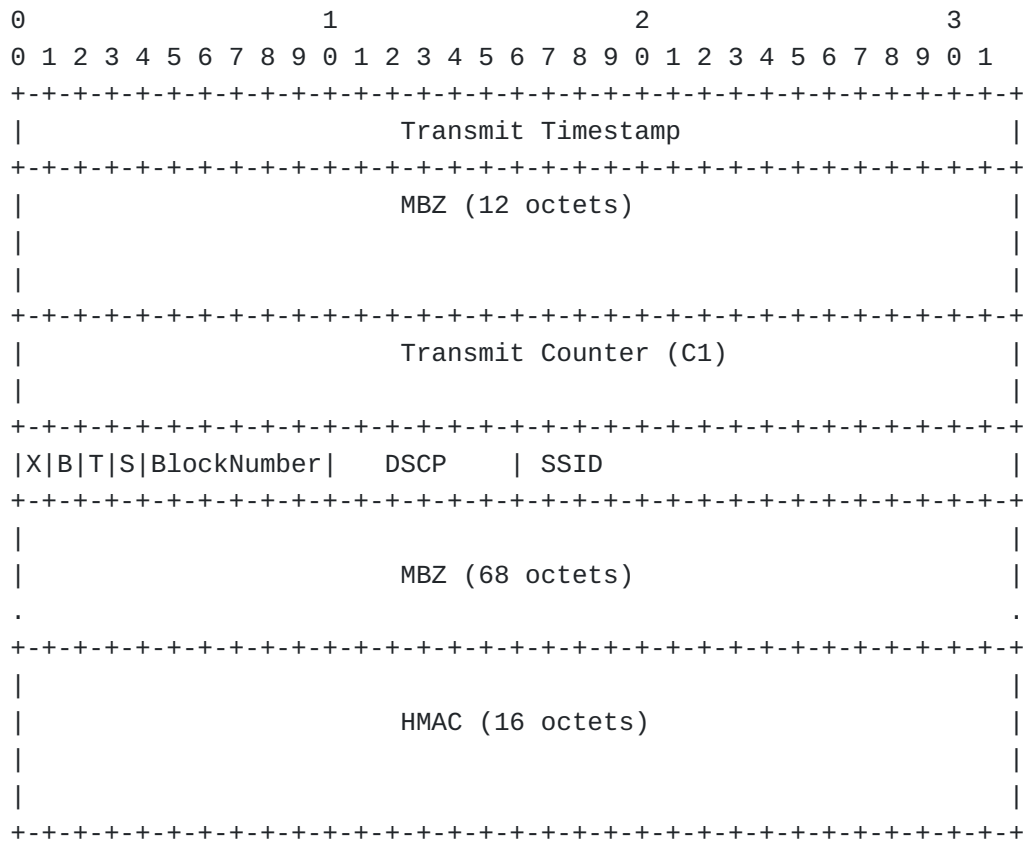 0                   1                   2                   3
0 1 2 3 4 5 6 7 8 9 0 1 2 3 4 5 6 7 8 9 0 1 2 3 4 5 6 7 8 9 0 1
+-+-+-+-+-+-+-+-+-+-+-+-+-+-+-+-+-+-+-+-+-+-+-+-+-+-+-+-+-+-+-+-+
|                        Transmit Timestamp                     |
+-+-+-+-+-+-+-+-+-+-+-+-+-+-+-+-+-+-+-+-+-+-+-+-+-+-+-+-+-+-+-+-+
|                        MBZ (12 octets)                        |
|                                                               |
|                                                               |
+-+-+-+-+-+-+-+-+-+-+-+-+-+-+-+-+-+-+-+-+-+-+-+-+-+-+-+-+-+-+-+-+
|                        Transmit Counter (C1)                  |
|                                                               |
+-+-+-+-+-+-+-+-+-+-+-+-+-+-+-+-+-+-+-+-+-+-+-+-+-+-+-+-+-+-+-+-+
|X|B|T|S|BlockNumber|   DSCP    | SSID                          |
+-+-+-+-+-+-+-+-+-+-+-+-+-+-+-+-+-+-+-+-+-+-+-+-+-+-+-+-+-+-+-+-+
|                                                               |
|                        MBZ (68 octets)                        |
.                                                               .
+-+-+-+-+-+-+-+-+-+-+-+-+-+-+-+-+-+-+-+-+-+-+-+-+-+-+-+-+-+-+-+-+
|                                                               |
|                        HMAC (16 octets)                       |
|                                                               |
|                                                               |
+-+-+-+-+-+-+-+-+-+-+-+-+-+-+-+-+-+-+-+-+-+-+-+-+-+-+-+-+-+-+-+-+